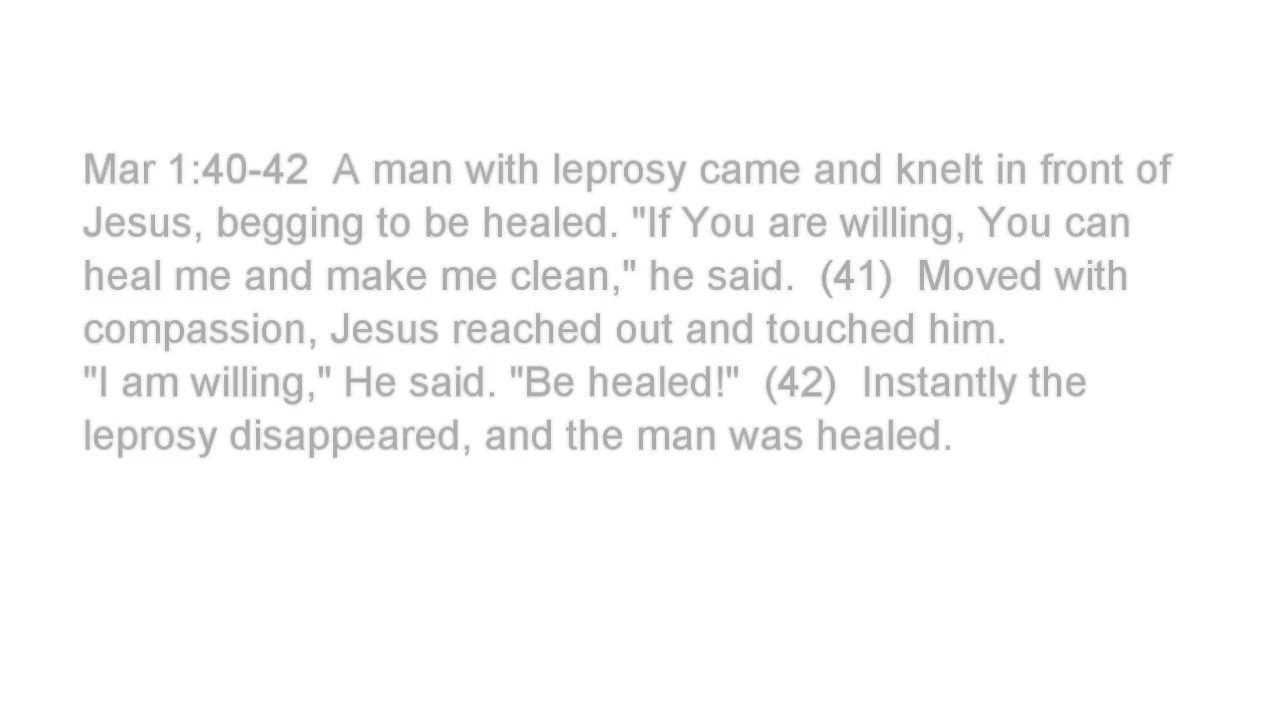 Mar 1:40-42  A man with leprosy came and knelt in front of
Jesus, begging to be healed. "If You are willing, You can
heal me and make me clean," he said.  (41)  Moved with
compassion, Jesus reached out and touched him.
"I am willing," He said. "Be healed!"  (42)  Instantly the
leprosy disappeared, and the man was healed.